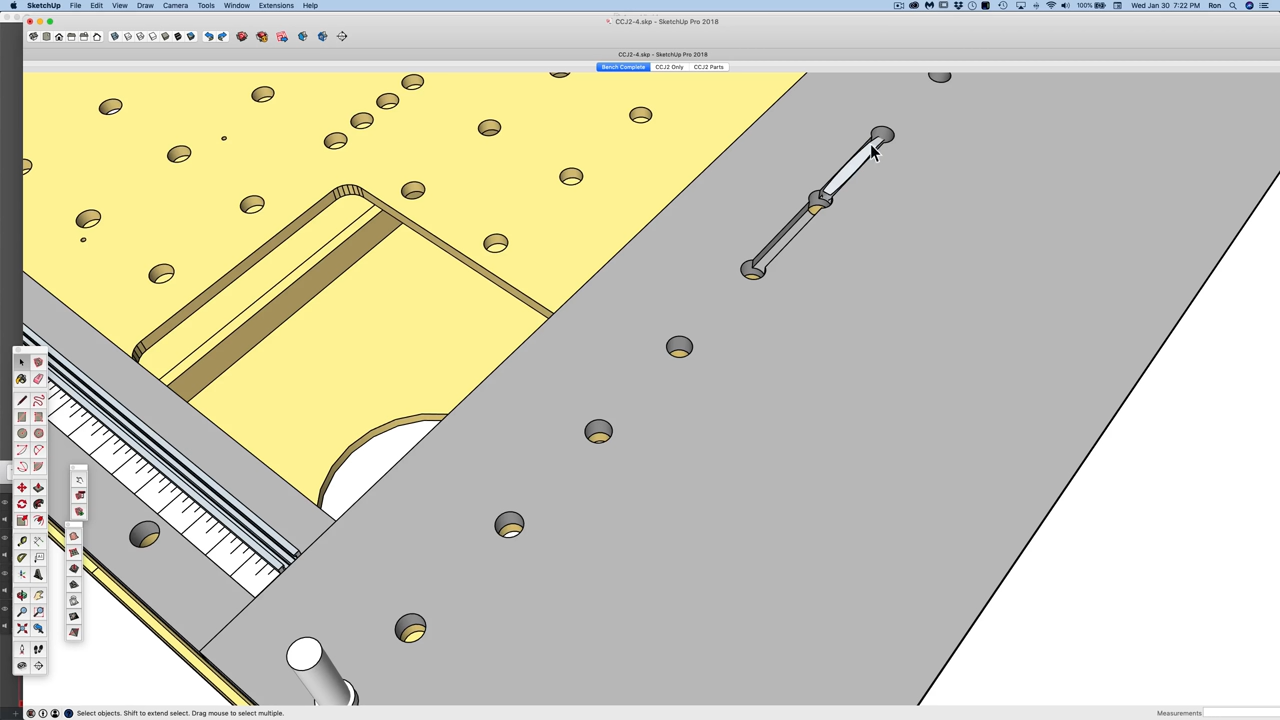 SketchUp File Edit View Draw Camera Tools Window Extensions Help
100% Wed Jan 30 7:22 PM Ron
CCJ2-4.skp - SketchUp Pro 2018
CCJ2-4.skp - SketchUp Pro 2018
Bench Complete CCJ2 Only CCJ2 Parts
Select objects. Shift to extend select. Drag mouse to select multiple.
Measurements